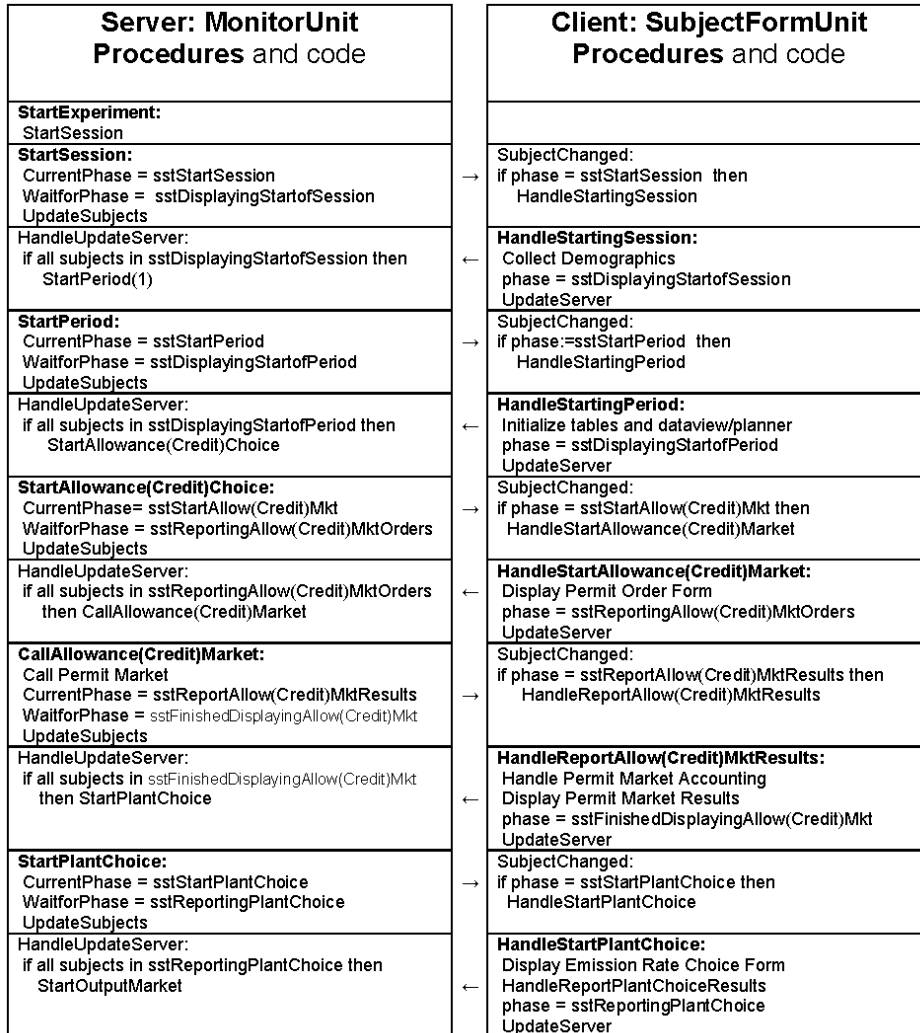 Server: MonitorUnit
Procedures and code
Client: SubjectFormUnit
Procedures and code
StartExperiment:
StartSession
StartSession:
CurrentPhase = sstStartSession
WaitforPhase = sstDisplayingStartofSession
UpdateSubjects
→
SubjectChanged:
if phase = sstStartSession then
HandleStartingSession
HandleUpdateServer:
if all subjects in sstDisplayingStartofSession then
StartPeriod(1)
←
HandleStartingSession:
Collect Demographics
phase = sstDisplayingStartofSession
UpdateServer
StartPeriod:
CurrentPhase = sstStartPeriod
WaitforPhase = sstDisplayingStartofPeriod
UpdateSubjects
→
SubjectChanged:
if phase:=sstStartPeriod then
HandleStartingPeriod
HandleUpdateServer:
if all subjects in sstDisplayingStartofPeriod then
StartAllowance(Credit)Choice
←
HandleStartingPeriod:
Initialize tables and dataview/planner
phase = sstDisplayingStartofPeriod
UpdateServer
StartAllowance(Credit)Choice:
CurrentPhase= sstStartAllow(Credit)Mkt
WaitforPhase = sstReportingAllow(Credit)MktOrders
UpdateSubjects
→
SubjectChanged:
if phase = sstStartAllow(Credit)Mkt then
HandleStartAllowance(Credit)Market
HandleUpdateServer:
if all subjects in sstReportingAllow(Credit)MktOrders
then CallAllowance(Credit)Market
←
HandleStartAllowance(Credit)Market:
Display Permit Order Form
phase = sstReportingAllow(Credit)MktOrders
UpdateServer
CallAllowance(Credit)Market:
Call Permit Market
CurrentPhase = sstReportAllow(Credit)MktResults
WaitforPhase = sstFinishedDisplayingAllow(Credit)Mkt
UpdateSubjects
→
SubjectChanged:
if phase = sstReportAllow(Credit)MktResults then
HandleReportAllow(Credit)MktResults
HandleUpdateServer:
if all subjects in sstFinishedDisplayingAllow(Credit)Mkt
then StartPlantChoice
←
HandleReportAllow(Credit)MktResults:
Handle Permit Market Accounting
Display Permit Market Results
phase = sstFinishedDisplayingAllow(Credit)Mkt
UpdateServer
StartPlantChoice:
CurrentPhase = sstStartPlantChoice
WaitforPhase = sstReportingPlantChoice
UpdateSubjects
→
SubjectChanged:
if phase = sstStartPlantChoice then
HandleStartPlantChoice
HandleUpdateServer:
if all subjects in sstReportingPlantChoice then
StartOutputMarket
←
HandleStartPlantChoice:
Display Emission Rate Choice Form
HandleReportPlantChoiceResults
phase = sstReportingPlantChoice
UpdateServer